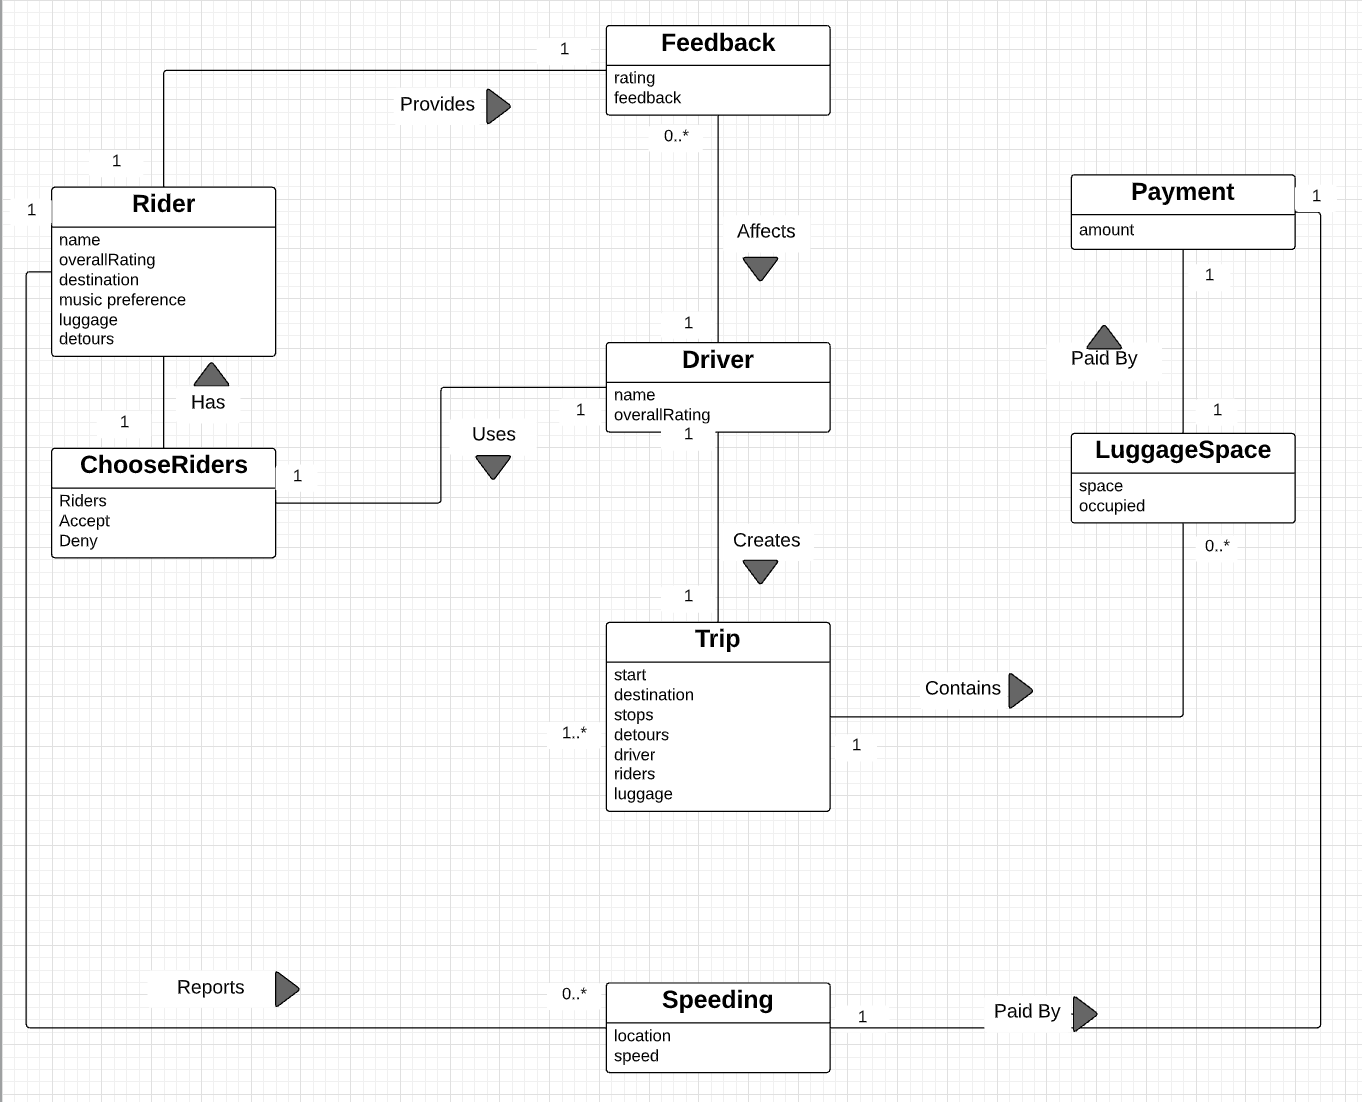 1
Feedback
rating
feedback
Provides
0..*
1
1
Rider
name
overallRating
destination
music preference
luggage
detours
Payment
amount
1
Affects
1
1
Driver
name
overallRating
1
1
Paid By
Has
1
Uses
1
ChooseRiders
Riders
Accept
Deny
1
LuggageSpace
space
occupied
0..*
Creates
1
Trip
start
destination
stops
detours
driver
riders
luggage
1..*
Contains
1
Reports
0..*
Speeding
location
speed
1
Paid By